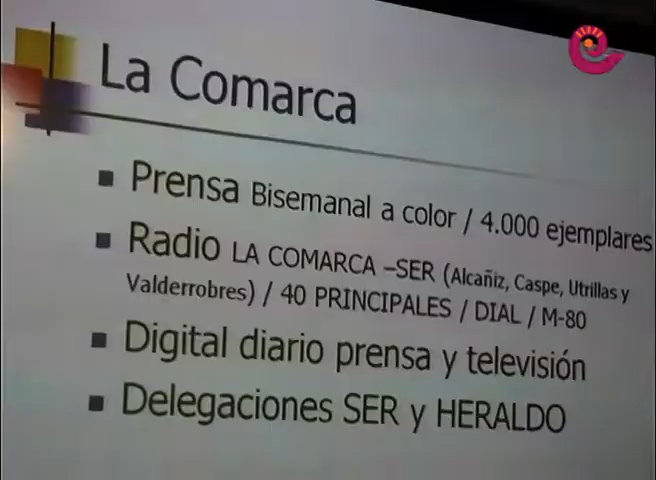 La Comarca
Prensa Bisemanal a color / 4.000 ejemplares
Radio LA COMARCA –SER (Alcañiz, Caspe, Utrillas y
Valderrobres) / 40 PRINCIPALES / DIAL / M-80
Digital diario prensa y televisión
Delegaciones SER y HERALDO